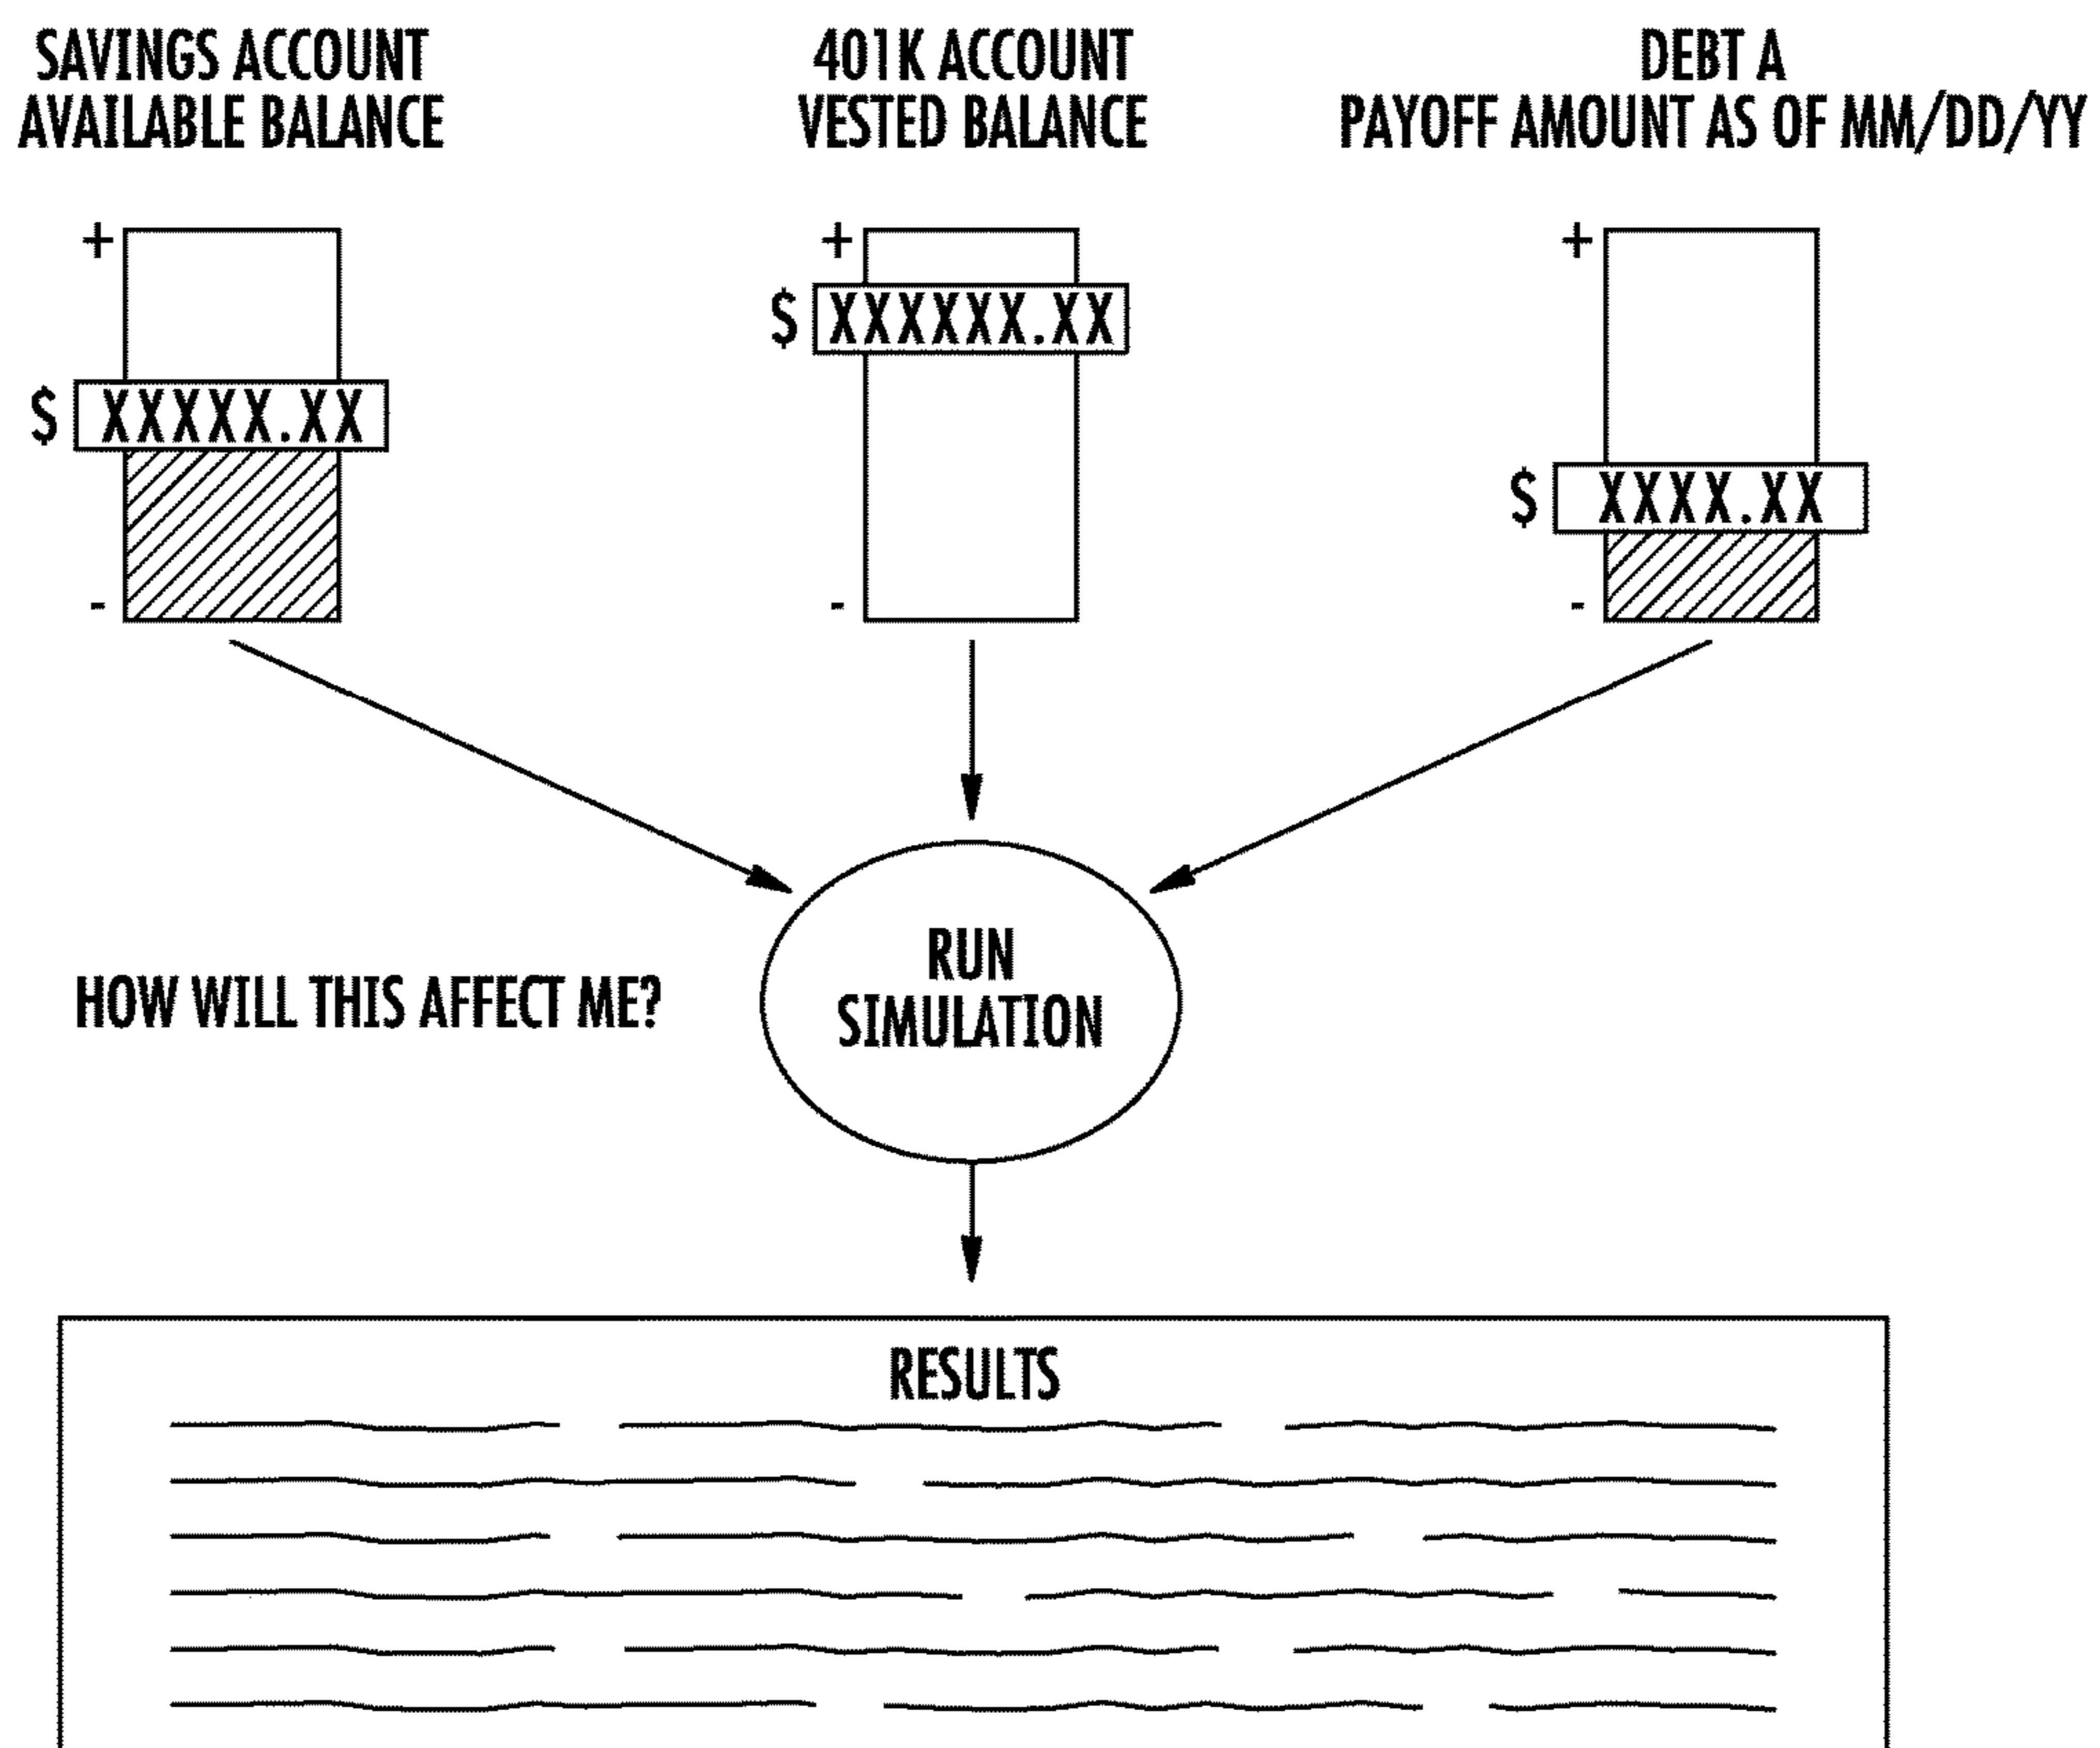 SAVINGS ACCOUNT
AVAILABLE BALANCE
401K ACCOUNT
VESTED BALANCE
DEBT A
PAYOFF AMOUNT AS OF MM/DD/YY
+
$ XXXXX.XX
-
+
$ XXXXXX.XX
-
+
$ XXXX.XX
-
HOW WILL THIS AFFECT ME?
RUN
SIMULATION
RESULTS